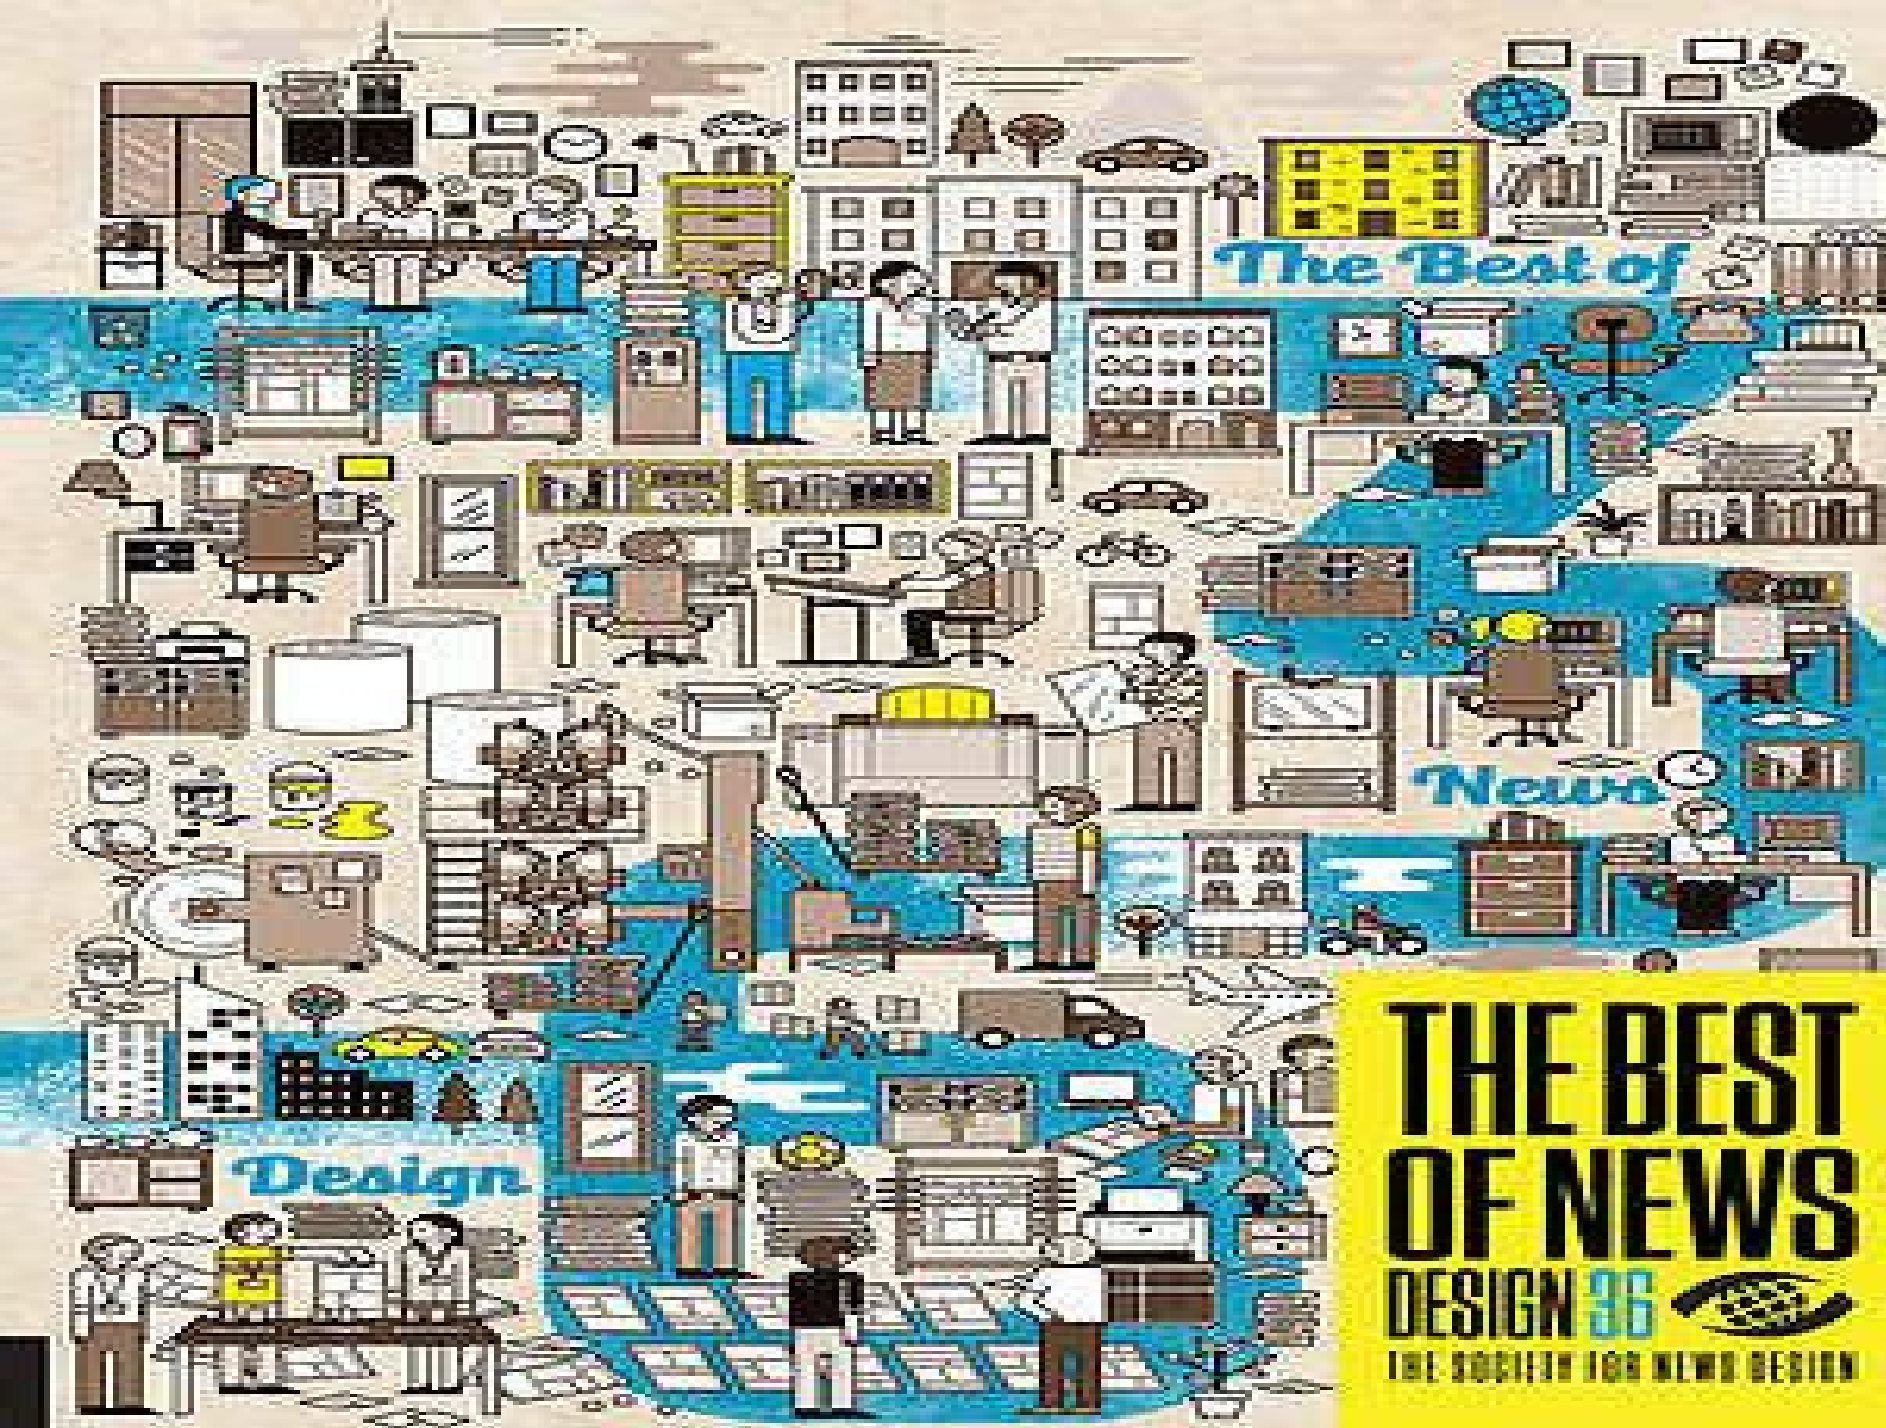 The Best of
News
Design
THE BEST
OF NEWS
DESIGN 36
THE SOCIETY FOR NEWS DESIGN